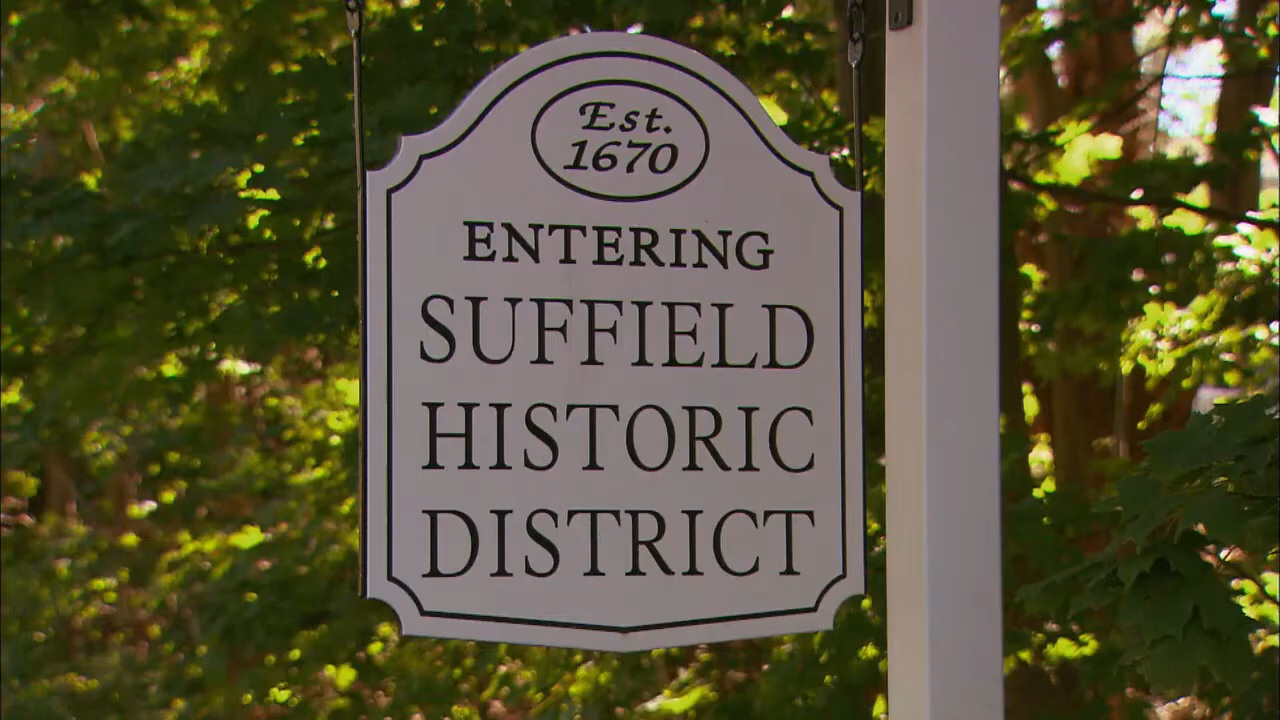 Est.
1670
ENTERING
SUFFIELD
HISTORIC
DISTRICT